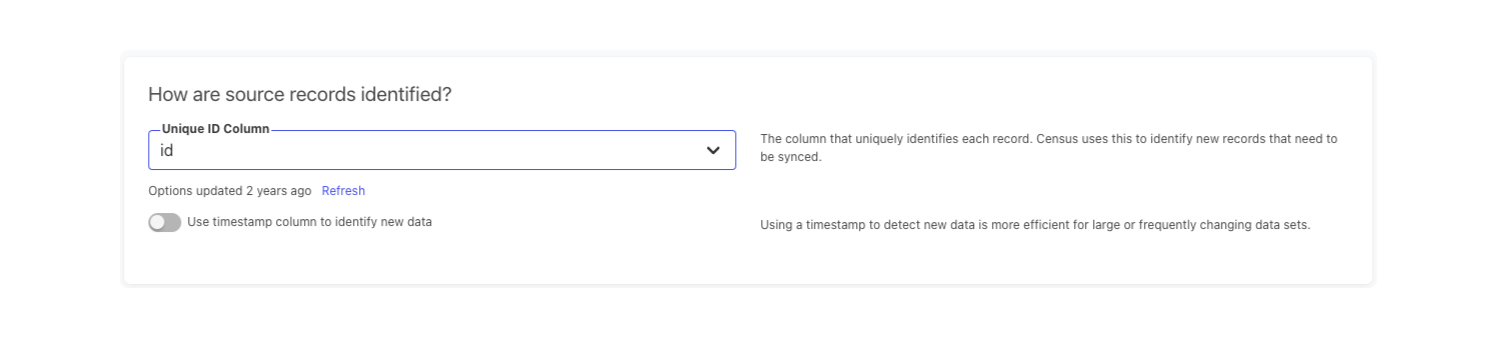 How are source records identified?
Unique ID Column
id
The column that uniquely identifies each record. Census uses this to identify new records that need to
be synced.
Options updated 2 years ago Refresh
Use timestamp column to identify new data
Using a timestamp to detect new data is more efficient for large or frequently changing data sets.